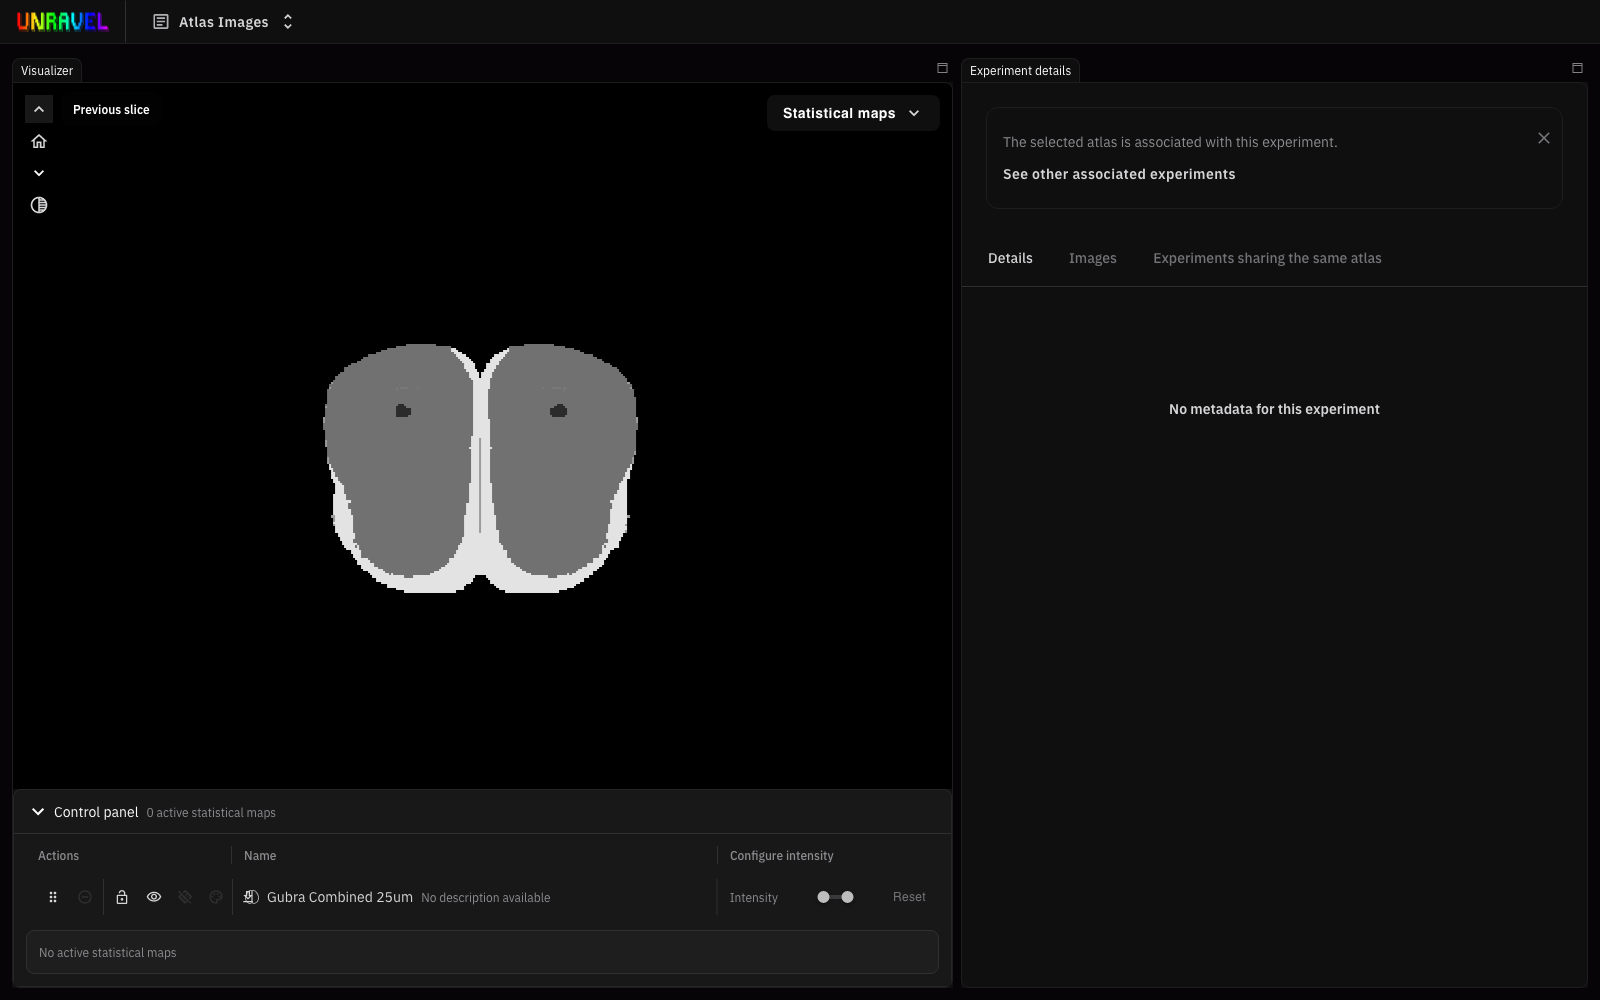 UNRAVEL
Atlas Images
Visualizer
Previous slice
Statistical maps
Control panel 0 active statistical maps
Actions Name Configure intensity
Gubra Combined 25um No description available Intensity Reset
No active statistical maps
Experiment details
The selected atlas is associated with this experiment.
See other associated experiments
Details Images Experiments sharing the same atlas
No metadata for this experiment